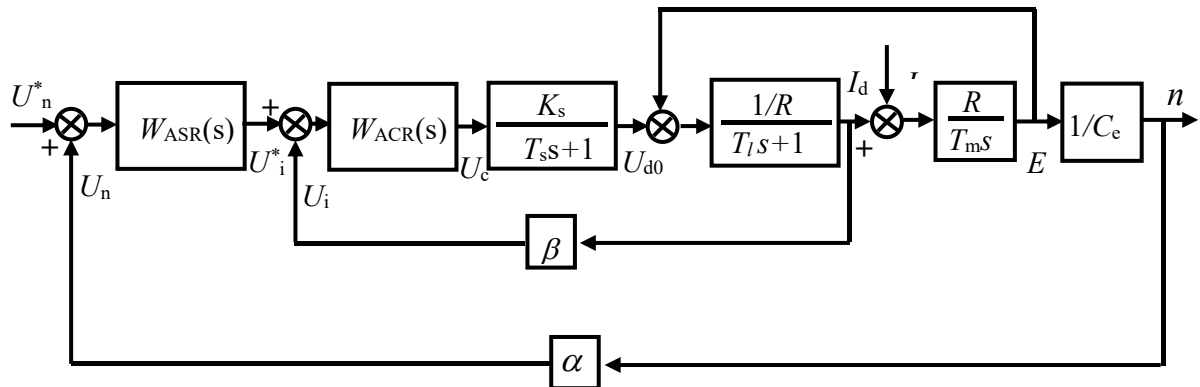 U*n
+
Un
WASR(s)
+
U*i
Ui
WACR(s)
Uc
Ks
Tss+1
Ud0
1/R
Tls+1
Id
+
R
Tms
E
1/Ce
n
β
α